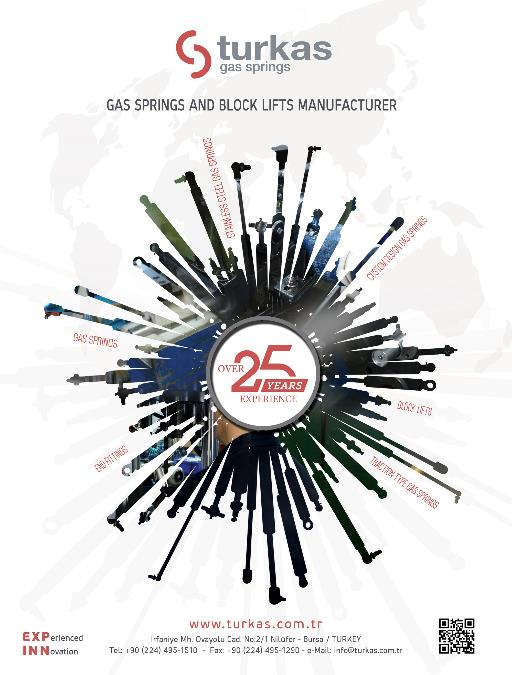 turkas
gas springs
GAS SPRINGS AND BLOCK LIFTS MANUFACTURER
STAINLESS STEEL GAS SPRINGS
CUSTOM DESIGN GAS SPRINGS
GAS SPRINGS
OVER 25 YEARS
EXPERIENCE
BLOCK LIFTS
END FITTINGS
TRACTION TYPE GAS SPRINGS
www.turkas.com.tr
EXPerienced
INNovation
Irfaniye Mh. Ovayolu Cad. No:2/1 Nilüfer - Bursa / TURKEY
Tel: +90 (224) 495-1510 - Fax: +90 (224) 495-1290 - e-Mail: info@turkas.com.tr